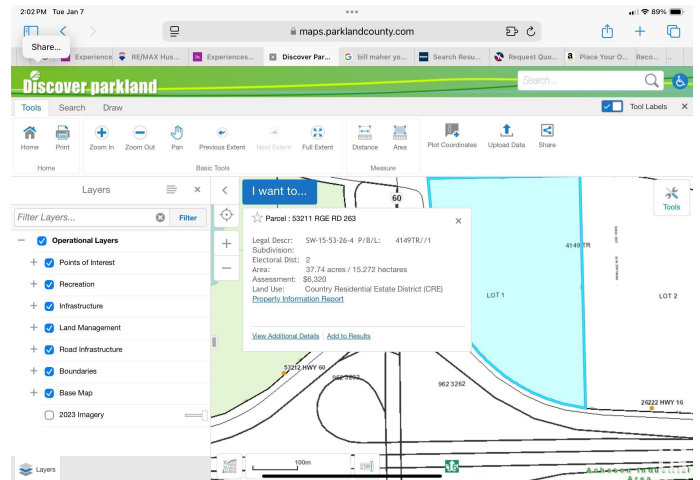 2:02 PM Tue Jan 7
89%
maps.parklandcounty.com
Share...
Experience
RE/MAX Hus...
Experiences...
Discover Par...
bill maher yo...
Search Resu...
Request Quo...
Place Your O...
Reco...
Discover parkland
Search...
Tools Search Draw
Tool Labels
Home
Print
Zoom In
Zoom Out
Pan
Previous Extent
Next Extent
Full Extent
Distance
Area
Plot Coordinates
Upload Data
Share
Home
Basic Tools
Measure
Layers
Filter Layers...
Filter
Operational Layers
Points of Interest
Recreation
Infrastructure
Land Management
Road Infrastructure
Boundaries
Base Map
2023 Imagery
Layers
I want to...
Tools
60
Parcel : 53211 RGE RD 263
Legal Descr: SW-15-53-26-4 P/B/L: 4149TR//1
Subdivision:
Electoral Dist: 2
Area: 37.74 acres / 15.272 hectares
Assessment: $6,320
Land Use: Country Residential Estate District (CRE)
Property Information Report
View Additional Details
Add to Results
4149 TR
LOT 1
LOT 2
53212 HWY 60
962 3262
26222 HWY 16
100m
Acheson Industrial
Area